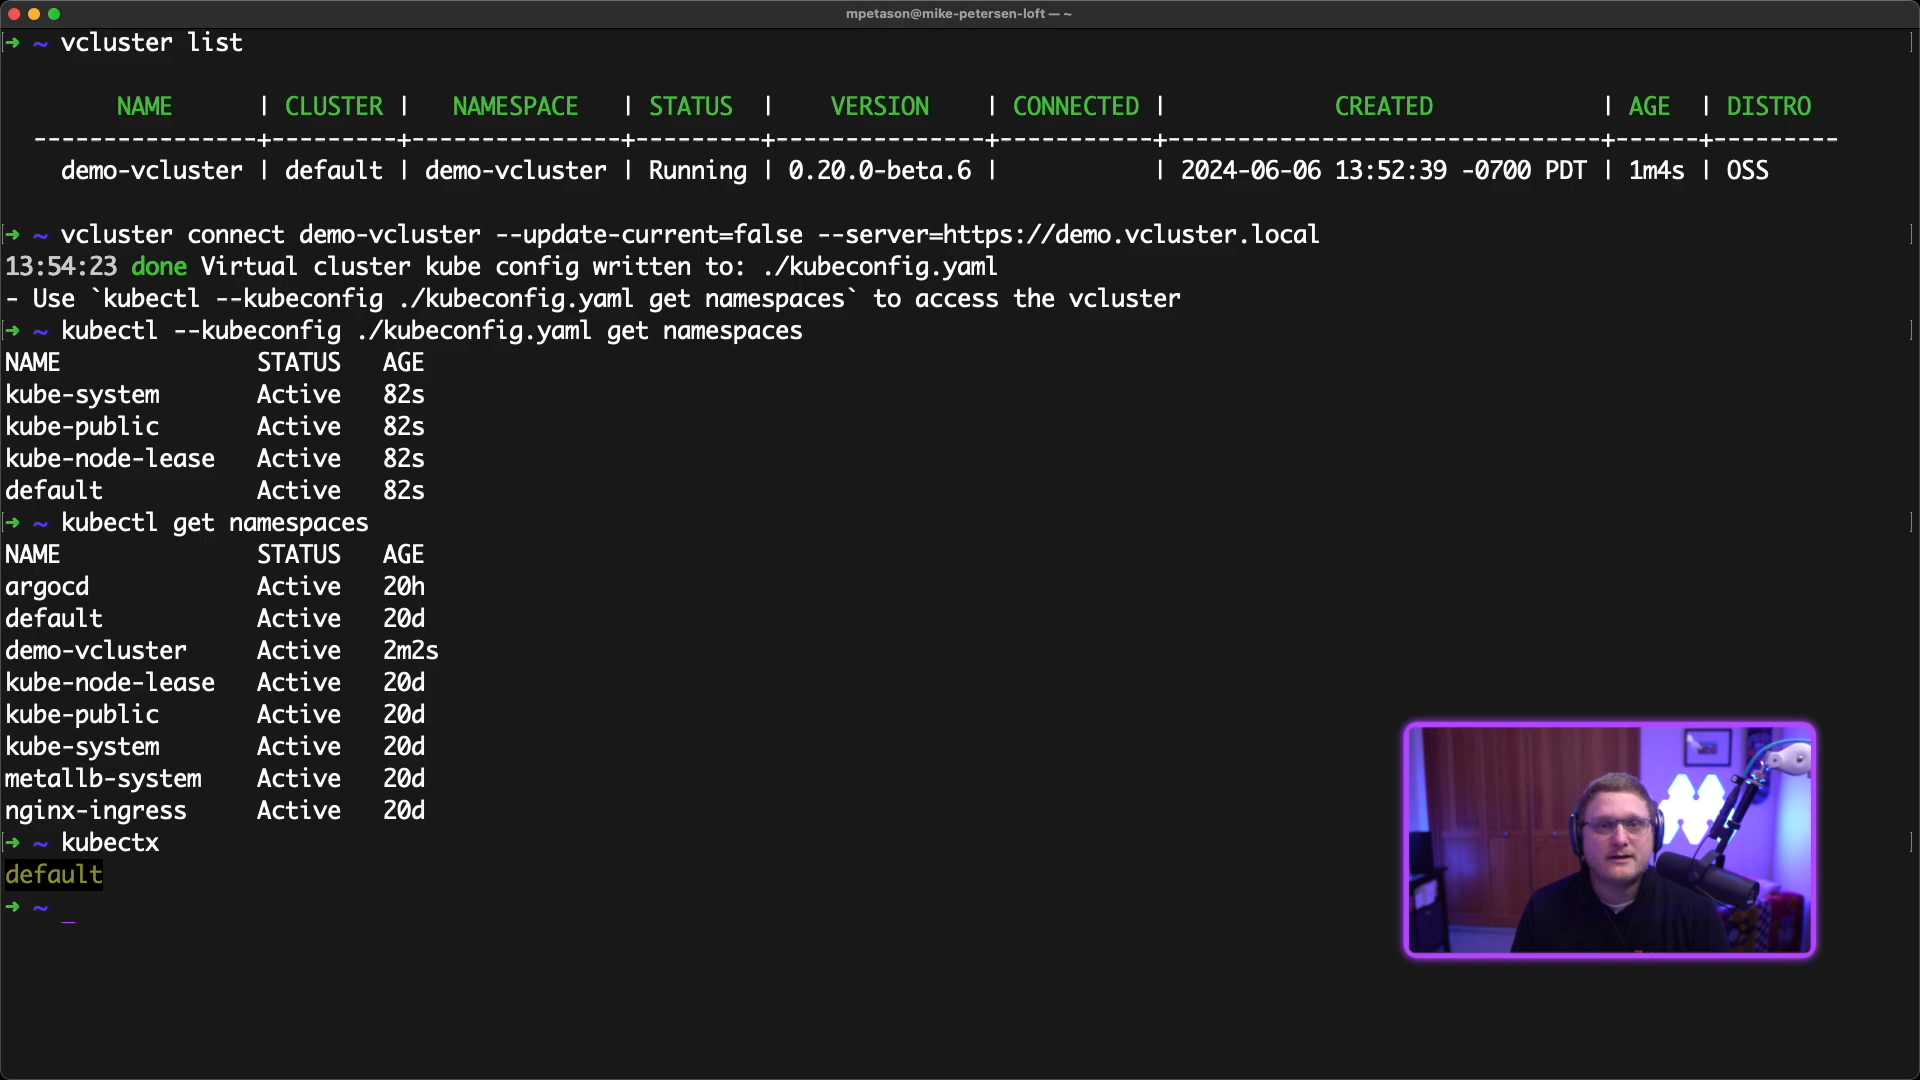 mpetason@mike-petersen-loft — ~
➜ ~ vcluster list
NAME | CLUSTER | NAMESPACE | STATUS | VERSION | CONNECTED | CREATED | AGE | DISTRO
----------------+---------+---------------+---------+---------------+-----------+-------------------------------+------+---------
demo-vcluster | default | demo-vcluster | Running | 0.20.0-beta.6 | | 2024-06-06 13:52:39 -0700 PDT | 1m4s | OSS
➜ ~ vcluster connect demo-vcluster --update-current=false --server=https://demo.vcluster.local
13:54:23 done Virtual cluster kube config written to: ./kubeconfig.yaml
- Use `kubectl --kubeconfig ./kubeconfig.yaml get namespaces` to access the vcluster
➜ ~ kubectl --kubeconfig ./kubeconfig.yaml get namespaces
NAME STATUS AGE
kube-system Active 82s
kube-public Active 82s
kube-node-lease Active 82s
default Active 82s
➜ ~ kubectl get namespaces
NAME STATUS AGE
argocd Active 20h
default Active 20d
demo-vcluster Active 2m2s
kube-node-lease Active 20d
kube-public Active 20d
kube-system Active 20d
metallb-system Active 20d
nginx-ingress Active 20d
➜ ~ kubectx
default
➜ ~ _